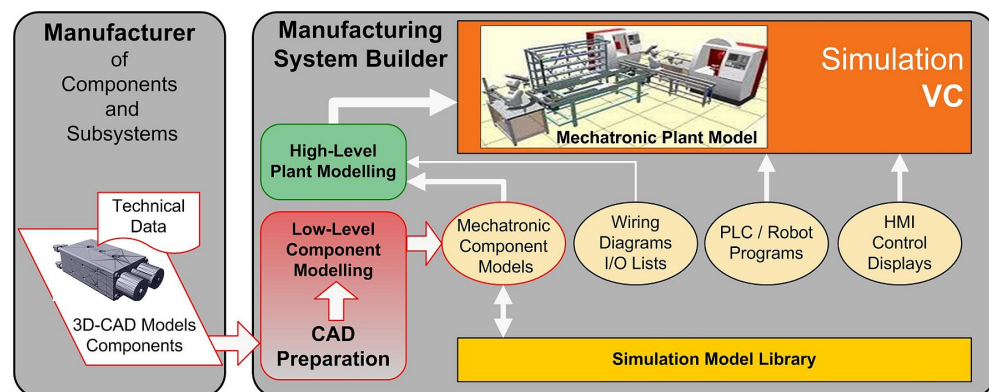 Manufacturer
of
Components
and
Subsystems
Technical
Data
3D-CAD Models
Components
Manufacturing
System Builder
High-Level
Plant Modelling
Low-Level
Component
Modelling
CAD
Preparation
Mechatronic Plant Model
Simulation
VC
Mechatronic
Component
Models
Wiring
Diagrams
I/O Lists
PLC / Robot
Programs
HMI
Control
Displays
Simulation Model Library